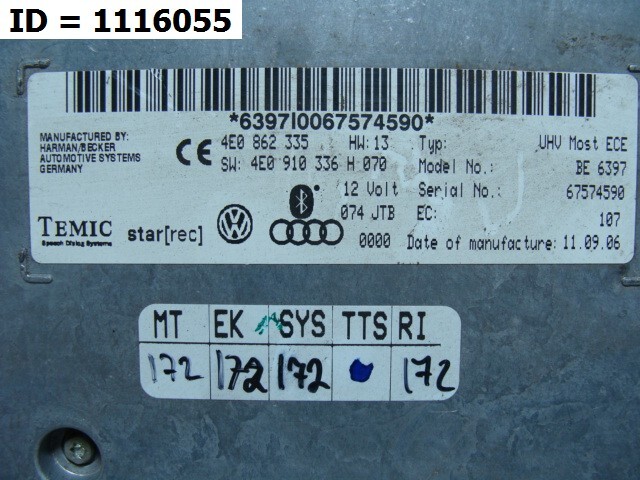 ID = 1116055
*6397I0067574590*
MANUFACTURED BY:
HARMAN/BECKER
AUTOMOTIVE SYSTEMS
GERMANY
CE
4E0 862 335 HW: 13 Typ: UHV Most ECE
SW: 4E0 910 336 H 070 Model No.: BE 6397
12 Volt Serial No.: 67574590
074 JTB EC: 107
0000 Date of manufacture: 11.09.06
TEMIC
Speech Dialog Systems
star[rec]
MT EK SYS TTS RI
172 172 172 172